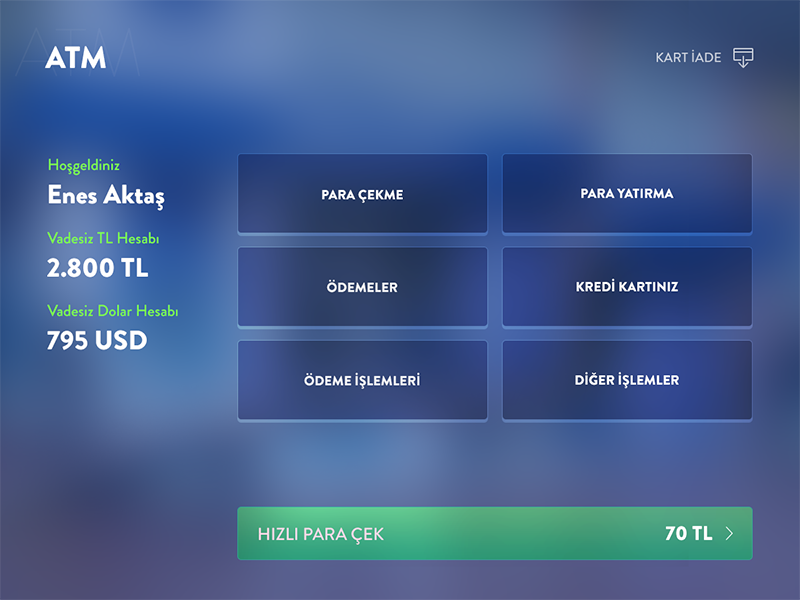 ATM
KART İADE
Hoşgeldiniz
Enes Aktaş
Vadesiz TL Hesabı
2.800 TL
Vadesiz Dolar Hesabı
795 USD
PARA ÇEKME
PARA YATIRMA
ÖDEMELER
KREDİ KARTINIZ
ÖDEME İŞLEMLERİ
DİĞER İŞLEMLER
HIZLI PARA ÇEK
70 TL